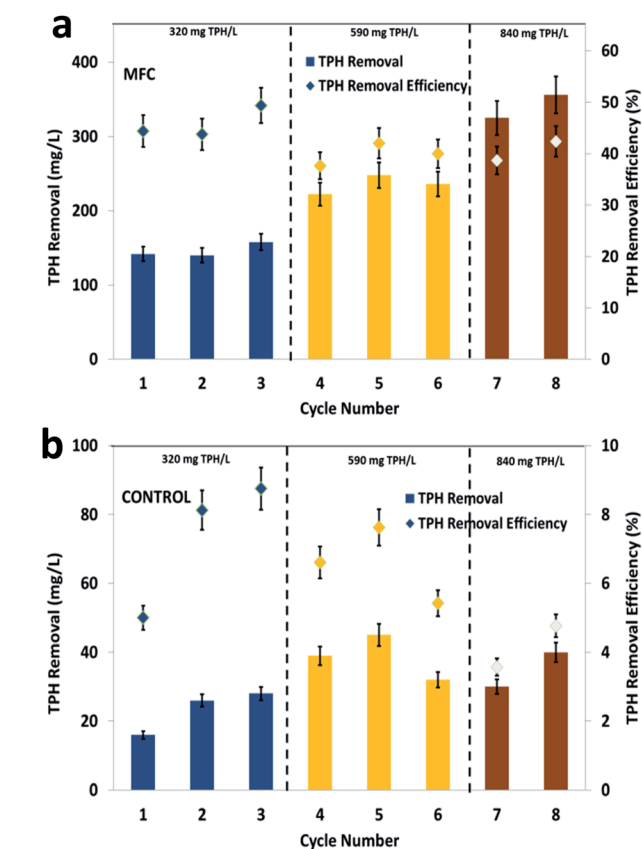 a
320 mg TPH/L 590 mg TPH/L 840 mg TPH/L
MFC
TPH Removal
TPH Removal Efficiency
TPH Removal (mg/L)
400
300
200
100
0
TPH Removal Efficiency (%)
60
50
40
30
20
10
0
1 2 3 4 5 6 7 8
Cycle Number
b
320 mg TPH/L 590 mg TPH/L 840 mg TPH/L
CONTROL
TPH Removal
TPH Removal Efficiency
TPH Removal (mg/L)
100
80
60
40
20
0
TPH Removal Efficiency (%)
10
8
6
4
2
0
1 2 3 4 5 6 7 8
Cycle Number